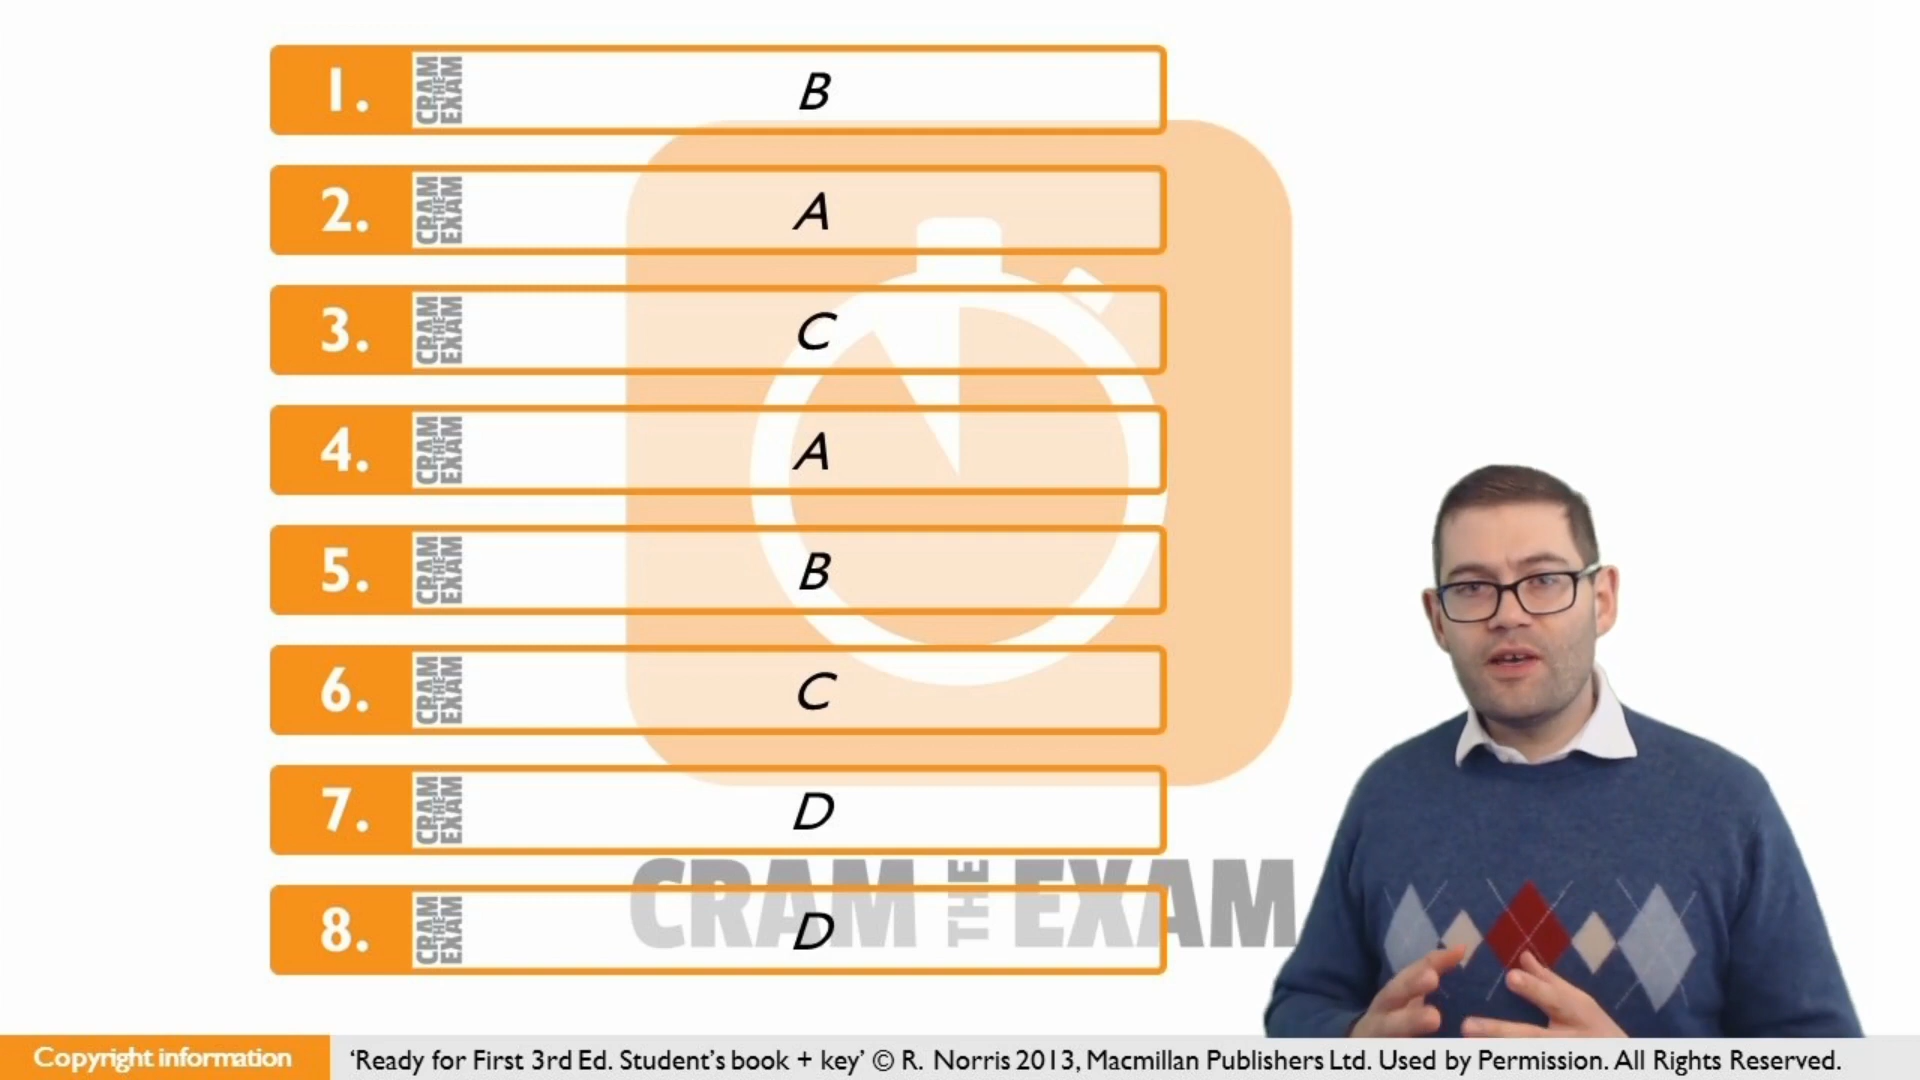 1. CRAM THE EXAM B
2. CRAM THE EXAM A
3. CRAM THE EXAM C
4. CRAM THE EXAM A
5. CRAM THE EXAM B
6. CRAM THE EXAM C
7. CRAM THE EXAM D
8. CRAM THE EXAM D
CRAM THE EXAM
Copyright information ‘Ready for First 3rd Ed. Student’s book + key’ © R. Norris 2013, Macmillan Publishers Ltd. Used by Permission. All Rights Reserved.